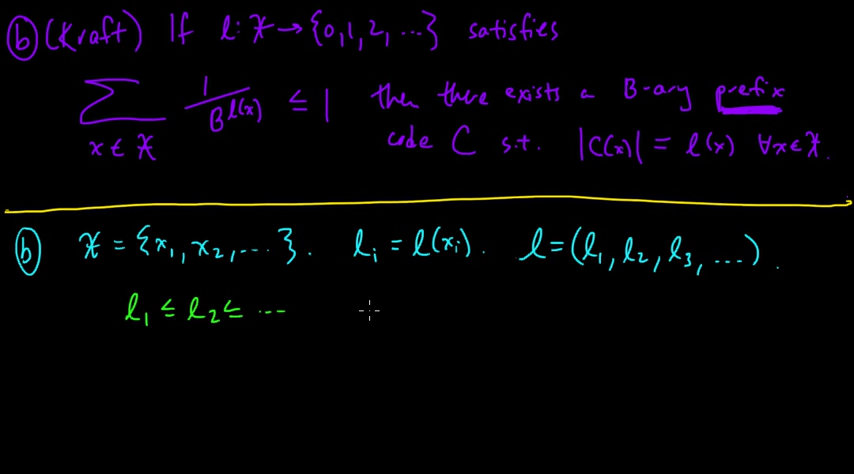 ⓑ (Kraft) If l: 𝒳 → {0, 1, 2, ...} satisfies
∑_{x ∈ 𝒳} 1/B^{l(x)} ≤ 1 then there exists a B-ary prefix
code C s.t. |C(x)| = l(x) ∀x ∈ 𝒳.
ⓑ 𝒳 = {x₁, x₂, ...}. lᵢ = l(xᵢ). l = (l₁, l₂, l₃, ...).
l₁ ≤ l₂ ≤ ...